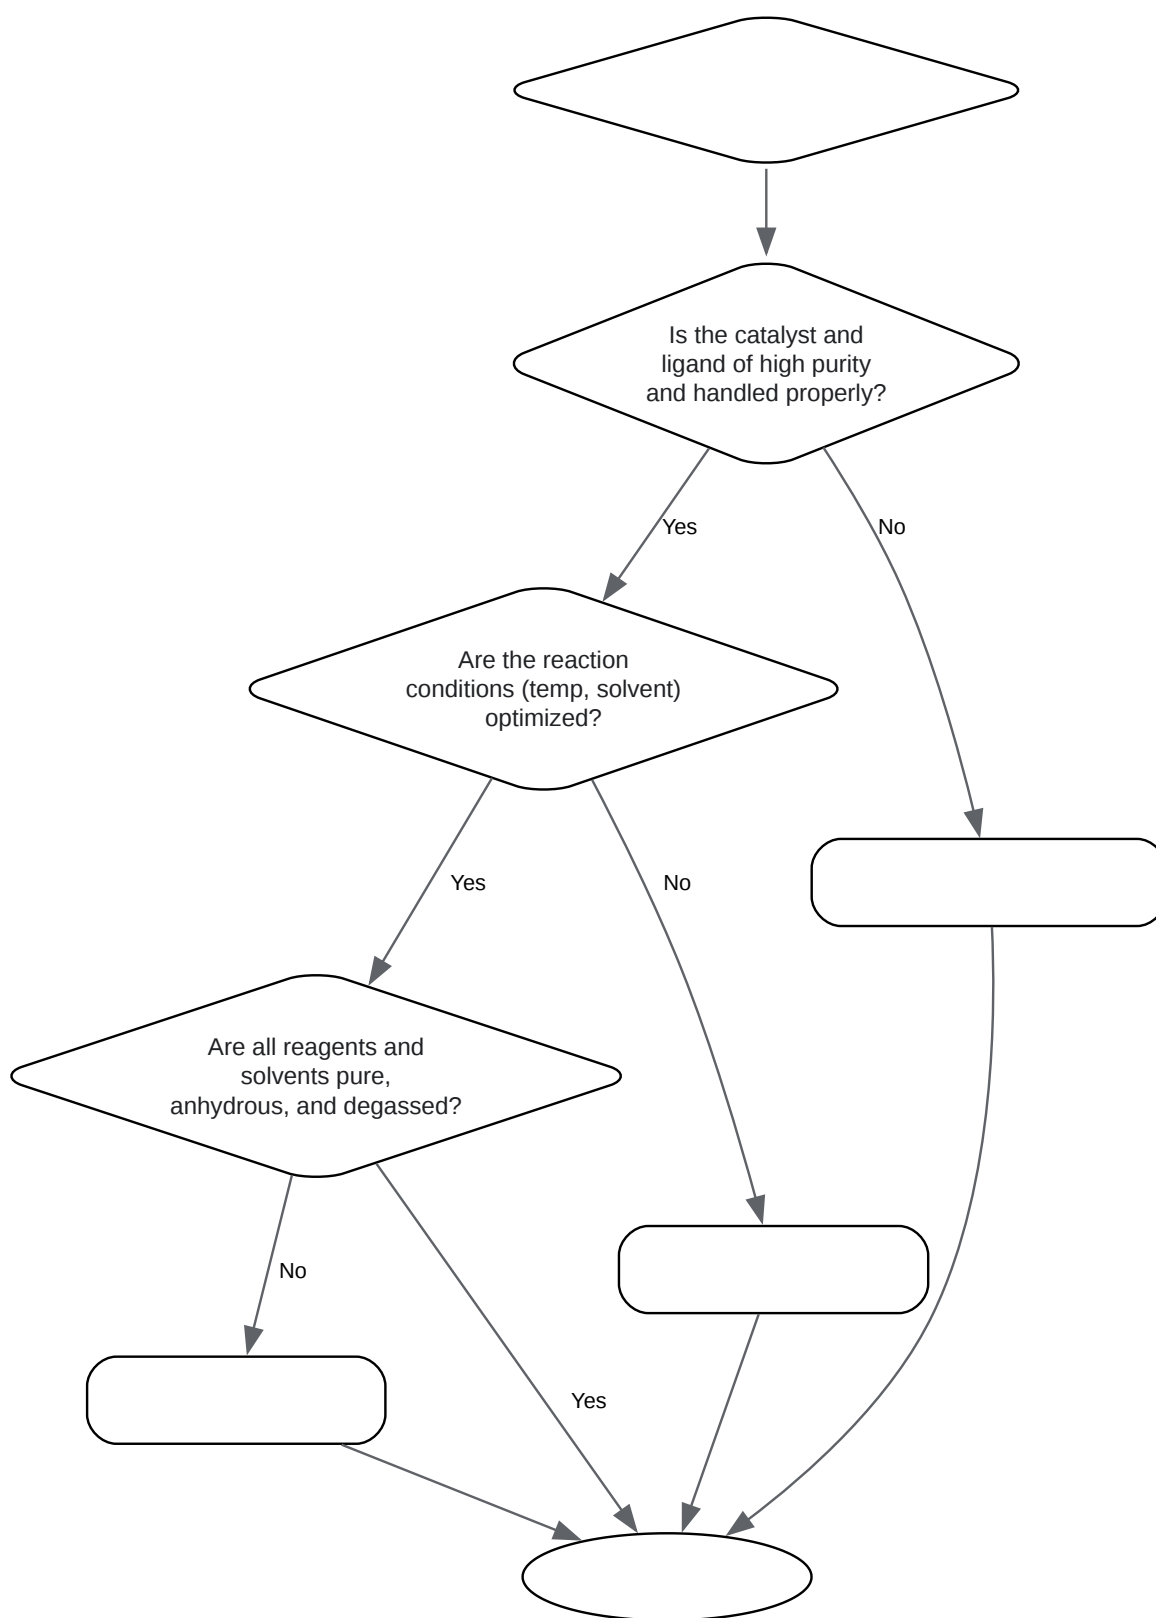 Is the catalyst and
ligand of high purity
and handled properly?
Yes
No
Are the reaction
conditions (temp, solvent)
optimized?
Yes
No
Are all reagents and
solvents pure,
anhydrous, and degassed?
No
Yes